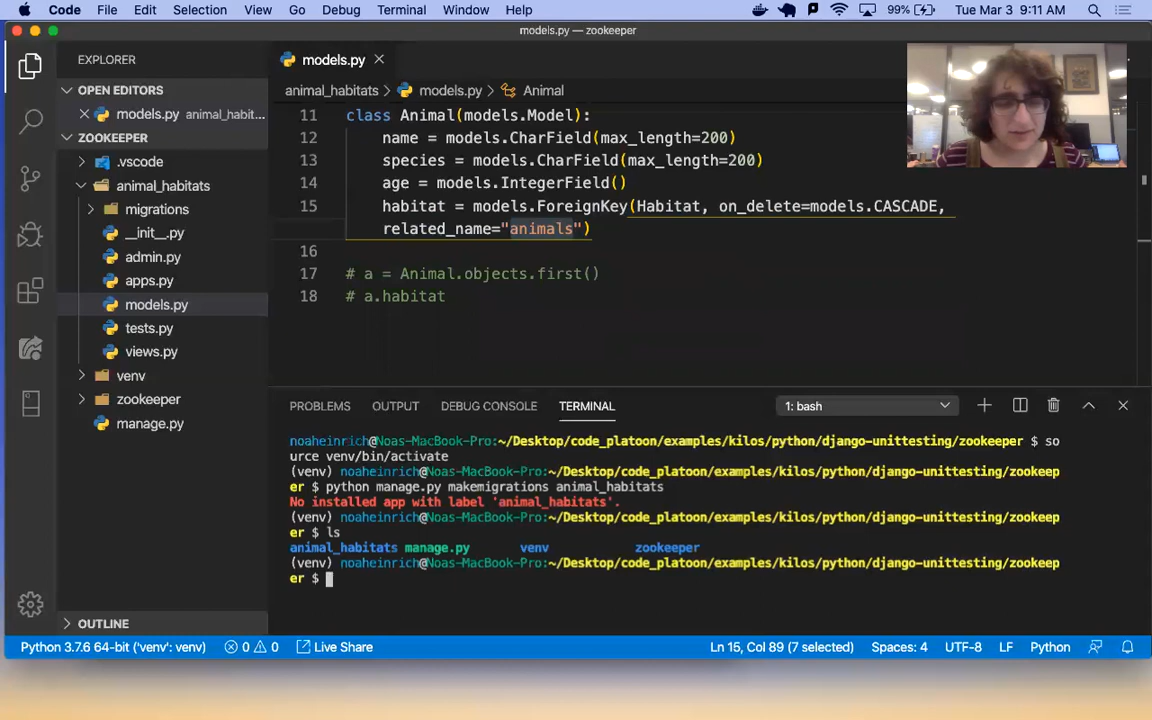 Code File Edit Selection View Go Debug Terminal Window Help 99% Tue Mar 3 9:11 AM
models.py — zookeeper
EXPLORER
OPEN EDITORS
models.py animal_habit...
ZOOKEEPER
.vscode
animal_habitats
migrations
__init__.py
admin.py
apps.py
models.py
tests.py
views.py
venv
zookeeper
manage.py
OUTLINE
models.py
animal_habitats models.py Animal
11 class Animal(models.Model):
12 name = models.CharField(max_length=200)
13 species = models.CharField(max_length=200)
14 age = models.IntegerField()
15 habitat = models.ForeignKey(Habitat, on_delete=models.CASCADE,
related_name="animals")
16
17 # a = Animal.objects.first()
18 # a.habitat
PROBLEMS OUTPUT DEBUG CONSOLE TERMINAL 1: bash
noaheinrich@Noas-MacBook-Pro:~/Desktop/code_platoon/examples/kilos/python/django-unittesting/zookeeper $ so
urce venv/bin/activate
(venv) noaheinrich@Noas-MacBook-Pro:~/Desktop/code_platoon/examples/kilos/python/django-unittesting/zookeep
er $ python manage.py makemigrations animal_habitats
No installed app with label 'animal_habitats'.
(venv) noaheinrich@Noas-MacBook-Pro:~/Desktop/code_platoon/examples/kilos/python/django-unittesting/zookeep
er $ ls
animal_habitats manage.py venv zookeeper
(venv) noaheinrich@Noas-MacBook-Pro:~/Desktop/code_platoon/examples/kilos/python/django-unittesting/zookeep
er $
Python 3.7.6 64-bit ('venv': venv) 0 0 Live Share Ln 15, Col 89 (7 selected) Spaces: 4 UTF-8 LF Python